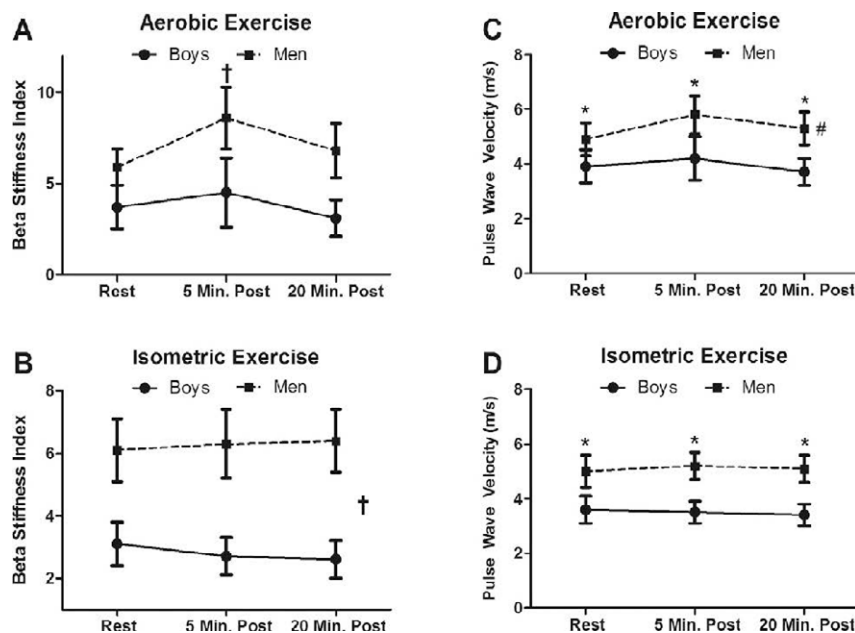 A
Aerobic Exercise
Boys Men
†
Beta Stiffness Index
10
5
0
Rest 5 Min. Post 20 Min. Post
B
Isometric Exercise
Boys Men
Beta Stiffness Index
8
6
4
2
†
Rest 5 Min. Post 20 Min. Post
C
Aerobic Exercise
Boys Men
Pulse Wave Velocity (m/s)
8
6
4
2
0
* * *
#
Rest 5 Min. Post 20 Min. Post
D
Isometric Exercise
Boys Men
Pulse Wave Velocity (m/s)
8
6
4
2
0
* * *
Rest 5 Min. Post 20 Min. Post